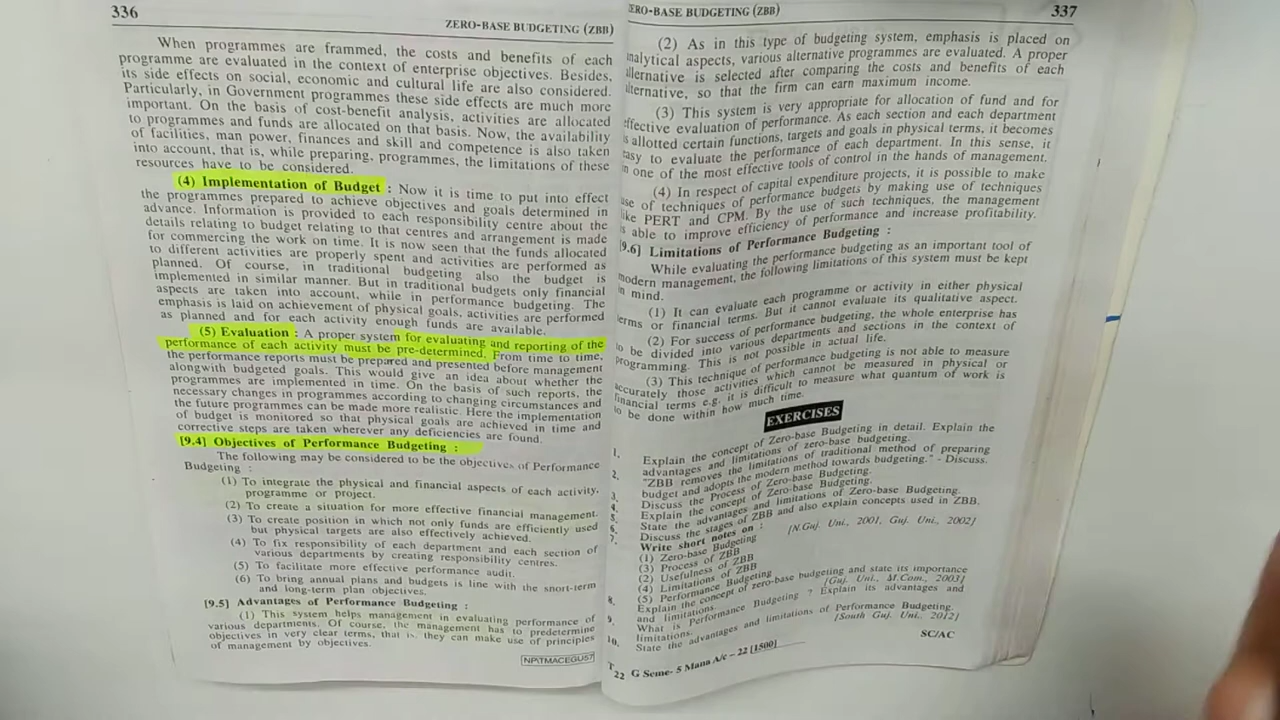 336
ZERO-BASE BUDGETING (ZBB)
When programmes are frammed, the costs and benefits of each
programme are evaluated in the context of enterprise objectives. Besides,
its side effects on social, economic and cultural life are also considered.
Particularly, in Government programmes these side effects are much more
important. On the basis of cost-benefit analysis, activities are allocated
to programmes and funds are allocated on that basis. Now, the availability
of facilities, man power, finances and skill and competence is also taken
into account, that is, while preparing, programmes, the limitations of these
resources have to be considered.
(4) Implementation of Budget : Now it is time to put into effect
the programmes prepared to achieve objectives and goals determined in
advance. Information is provided to each responsibility centre about the
details relating to budget relating to that centres and arrangement is made
for commercing the work on time. It is now seen that the funds allocated
to different activities are properly spent and activities are performed as
planned. Of course, in traditional budgeting also the budget is
implemented in similar manner. But in traditional budgets only financial
aspects are taken into account, while in performance budgeting. The
emphasis is laid on achievement of physical goals, activities are performed
as planned and for each activity enough funds are available.
(5) Evaluation : A proper system for evaluating and reporting of the
performance of each activity must be pre-determined. From time to time,
the performance reports must be prepared and presented before management
alongwith budgeted goals. This would give an idea about whether the
programmes are implemented in time. On the basis of such reports, the
necessary changes in programmes according to changing circumstances and
the future programmes can be made more realistic. Here the implementation
of budget is monitored so that physical goals are achieved in time and
corrective steps are taken wherever any deficiencies are found.
[9.4] Objectives of Performance Budgeting :
The following may be considered to be the objectives of Performance
Budgeting :
(1) To integrate the physical and financial aspects of each activity,
programme or project.
(2) To create a situation for more effective financial management.
(3) To create position in which not only funds are efficiently used
but physical targets are also effectively achieved.
(4) To fix responsibility of each department and each section of
various departments by creating responsibility centres.
(5) To facilitate more effective performance audit.
(6) To bring annual plans and budgets is line with the snort-term
and long-term plan objectives.
[9.5] Advantages of Performance Budgeting :
(1) This system helps management in evaluating performance of
various departments. Of course, the management has to predetermine
objectives in very clear terms, that is, they can make use of principles
of management by objectives.
NP\TMACEGU57
ZERO-BASE BUDGETING (ZBB)
337
(2) As in this type of budgeting system, emphasis is placed on
analytical aspects, various alternative programmes are evaluated. A proper
alternative is selected after comparing the costs and benefits of each
alternative, so that the firm can earn maximum income.
(3) This system is very appropriate for allocation of fund and for
effective evaluation of performance. As each section and each department
is allotted certain functions, targets and goals in physical terms, it becomes
easy to evaluate the performance of each department. In this sense, it
in one of the most effective tools of control in the hands of management.
(4) In respect of capital expenditure projects, it is possible to make
use of techniques of performance budgets by making use of techniques
like PERT and CPM. By the use of such techniques, the management
is able to improve efficiency of performance and increase profitability.
[9.6] Limitations of Performance Budgeting :
While evaluating the performance budgeting as an important tool of
modern management, the following limitations of this system must be kept
in mind.
(1) It can evaluate each programme or activity in either physical
terms or financial terms. But it cannot evaluate its qualitative aspect.
(2) For success of performance budgeting, the whole enterprise has
to be divided into various departments and sections in the context of
programming. This is not possible in actual life.
(3) This technique of performance budgeting is not able to measure
accurately those activities which cannot be measured in physical or
financial terms e.g. it is difficult to measure what quantum of work is
to be done within how much time.
EXERCISES
1. Explain the concept of Zero-base Budgeting in detail. Explain the
advantages and limitations of zero-base budgeting.
2. "ZBB removes the limitations of traditional method of preparing
budget and adopts the modern method towards budgeting." - Discuss.
3. Discuss the Process of Zero-base Budgeting.
4. Explain the concept of Zero-base Budgeting.
5. State the advantages and limitations of Zero-base Budgeting.
6. Discuss the stages of ZBB and also explain concepts used in ZBB.
7. Write short notes on : [N.Guj. Uni., 2001, Guj. Uni., 2002]
(1) Zero-base Budgeting
(3) Process of ZBB
(2) Usefulness of ZBB
(4) Limitations of ZBB
(5) Performance Budgeting
8. Explain the concept of zero-base budgeting and state its importance
and limitations. [Guj. Uni., M.Com., 2003]
9. What is Performance Budgeting ? Explain its advantages and
limitations.
10. State the advantages and limitations of Performance Budgeting.
[South Guj. Uni., 2012]
SC/AC
T 22 G Seme- 5 Mana A/c – 22 [1500]